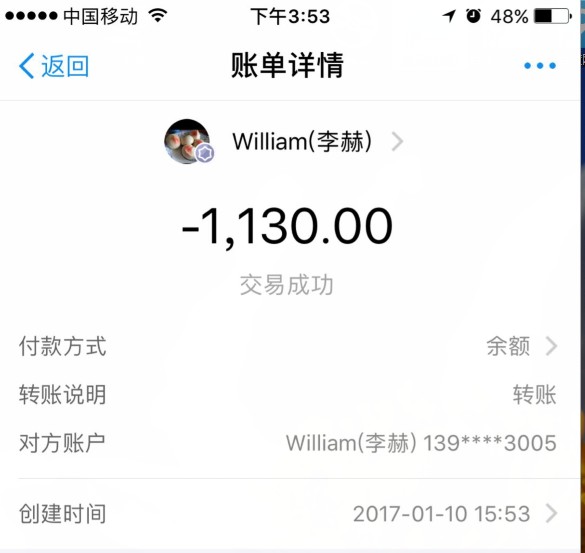 中国移动 下午3:53 48%
返回 账单详情
William(李赫)
-1,130.00
交易成功
付款方式 余额
转账说明 转账
对方账户 William(李赫) 139****3005
创建时间 2017-01-10 15:53